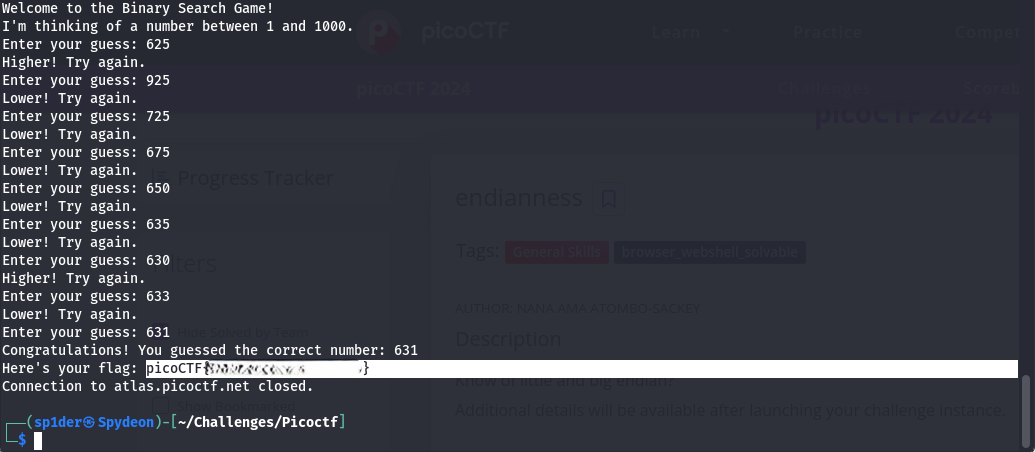 Welcome to the Binary Search Game!
I'm thinking of a number between 1 and 1000.
Enter your guess: 625
Higher! Try again.
Enter your guess: 925
Lower! Try again.
Enter your guess: 725
Lower! Try again.
Enter your guess: 675
Lower! Try again.
Enter your guess: 650
Lower! Try again.
Enter your guess: 635
Lower! Try again.
Enter your guess: 630
Higher! Try again.
Enter your guess: 633
Lower! Try again.
Enter your guess: 631
Congratulations! You guessed the correct number: 631
Here's your flag: picoCTF{ }
Connection to atlas.picoctf.net closed.
(sp1der㉿Spydeon)-[~/Challenges/Picoctf]
$
picoCTF
Learn
Practice
picoCTF 2024
Challenges
picoCTF 2024
Progress Tracker
endianness
Tags: General Skills browser_webshell_solvable
Filters
AUTHOR: NANA AMA ATOMBO-SACKEY
Hide Solved by Team
Description
Know of little and big endian?
Additional details will be available after launching your challenge instance.